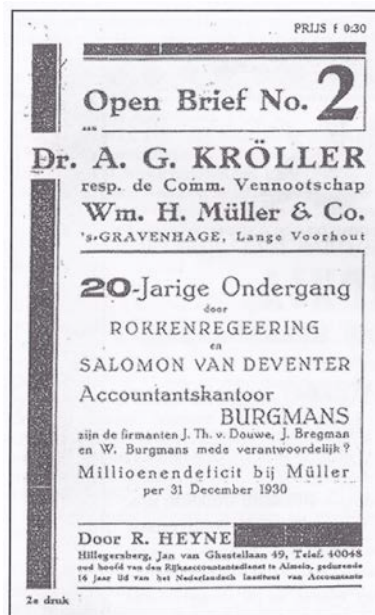 PRIJS f 0:30
Open Brief No. 2
aan
Dr. A. G. KRÖLLER
resp. de Comm. Vennootschap
Wm. H. Müller & Co.
's-GRAVENHAGE, Lange Voorhout
20-Jarige Ondergang
door
ROKKENREGEERING
en
SALOMON VAN DEVENTER
Accountantskantoor
BURGMANS
zijn de firmanten J. Th. v. Douwe, J. Bregman
en W. Burgmans mede verantwoordelijk?
Millioenendeficit bij Müller
per 31 December 1930
Door R. HEYNE
Hillegersberg, Jan van Ghestellaan 49, Telef. 40048
oud hoofd van den Rijksaccountantsdienst te Almelo, gedurende
16 jaar lid van het Nederlandsch Instituut van Accountants
2e druk